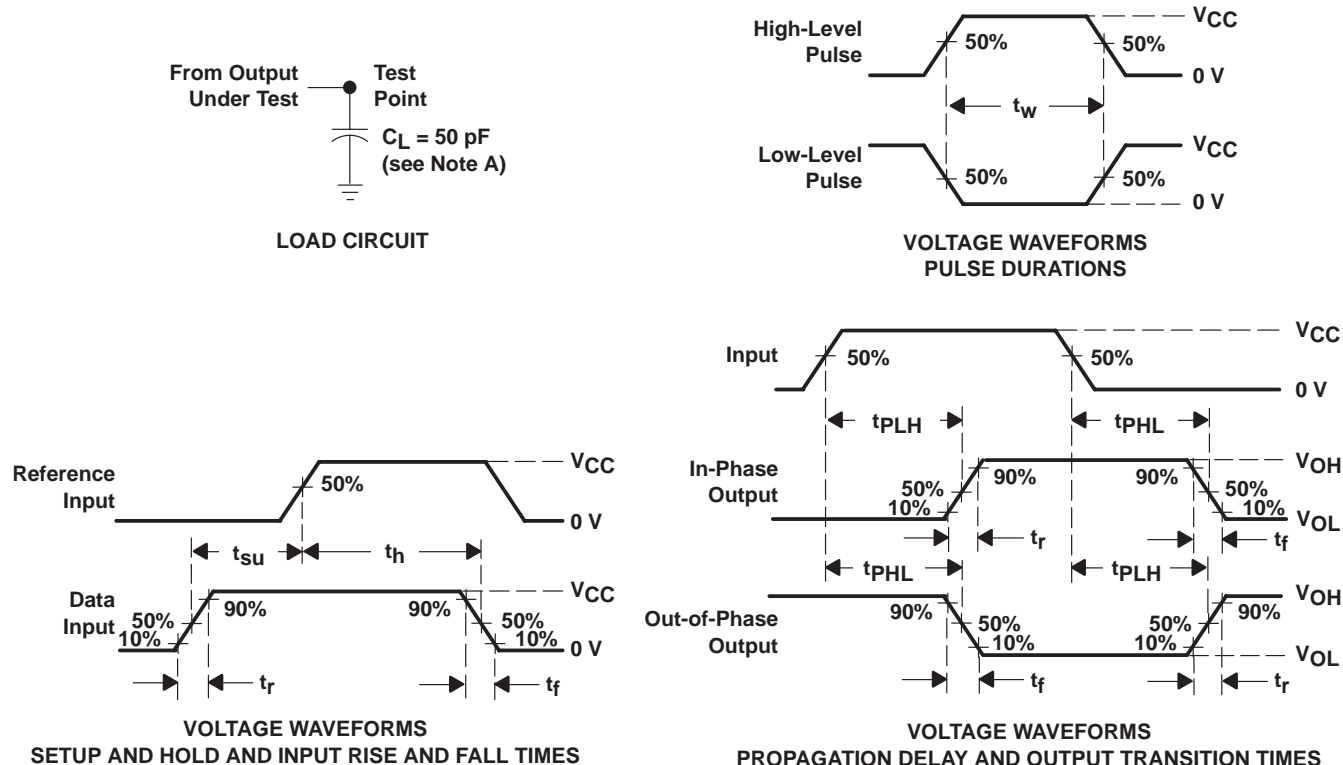 From Output
Under Test
Test
Point
CL = 50 pF
(see Note A)
LOAD CIRCUIT
High-Level
Pulse
50%
50%
VCC
0 V
tw
Low-Level
Pulse
50%
50%
VCC
0 V
VOLTAGE WAVEFORMS
PULSE DURATIONS
Reference
Input
50%
VCC
0 V
tsu
th
Data
Input
50%
10%
90%
90%
50%
10%
VCC
0 V
tr
tf
VOLTAGE WAVEFORMS
SETUP AND HOLD AND INPUT RISE AND FALL TIMES
Input
50%
50%
VCC
0 V
tPLH
tPHL
In-Phase
Output
50%
10%
90%
90%
50%
10%
VOH
VOL
tr
tf
tPHL
tPLH
Out-of-Phase
Output
90%
50%
10%
50%
10%
90%
VOH
VOL
tf
tr
VOLTAGE WAVEFORMS
PROPAGATION DELAY AND OUTPUT TRANSITION TIMES